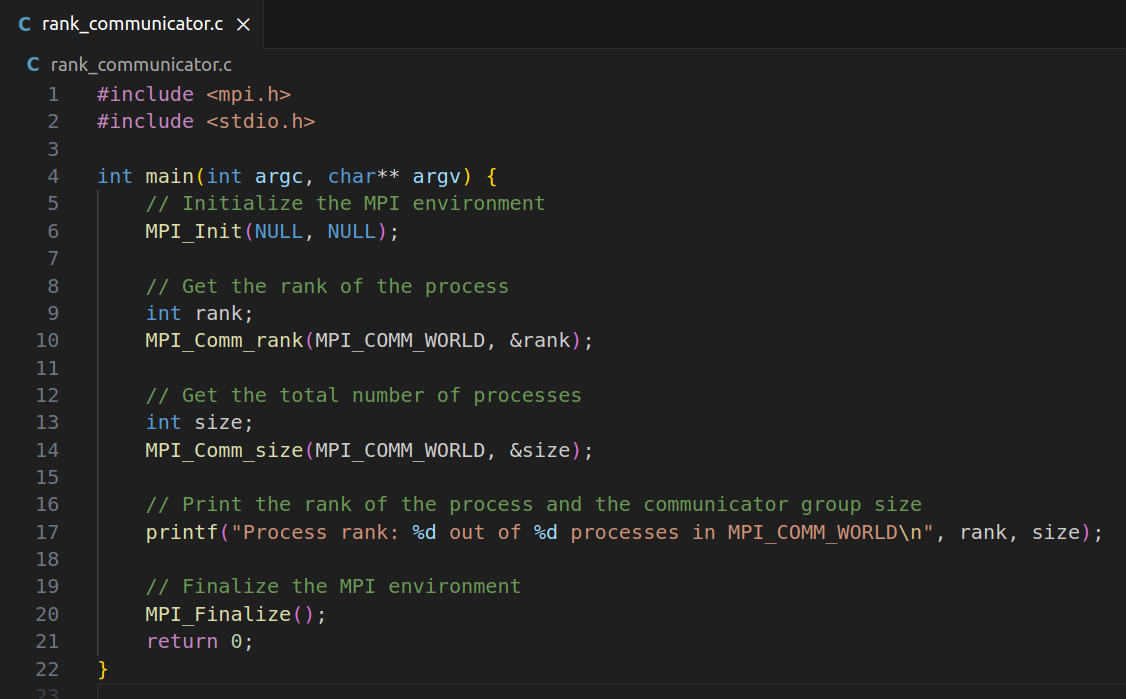 C rank_communicator.c ×
C rank_communicator.c
1 #include <mpi.h>
2 #include <stdio.h>
3
4 int main(int argc, char** argv) {
5     // Initialize the MPI environment
6     MPI_Init(NULL, NULL);
7
8     // Get the rank of the process
9     int rank;
10     MPI_Comm_rank(MPI_COMM_WORLD, &rank);
11
12     // Get the total number of processes
13     int size;
14     MPI_Comm_size(MPI_COMM_WORLD, &size);
15
16     // Print the rank of the process and the communicator group size
17     printf("Process rank: %d out of %d processes in MPI_COMM_WORLD\n", rank, size);
18
19     // Finalize the MPI environment
20     MPI_Finalize();
21     return 0;
22 }
23